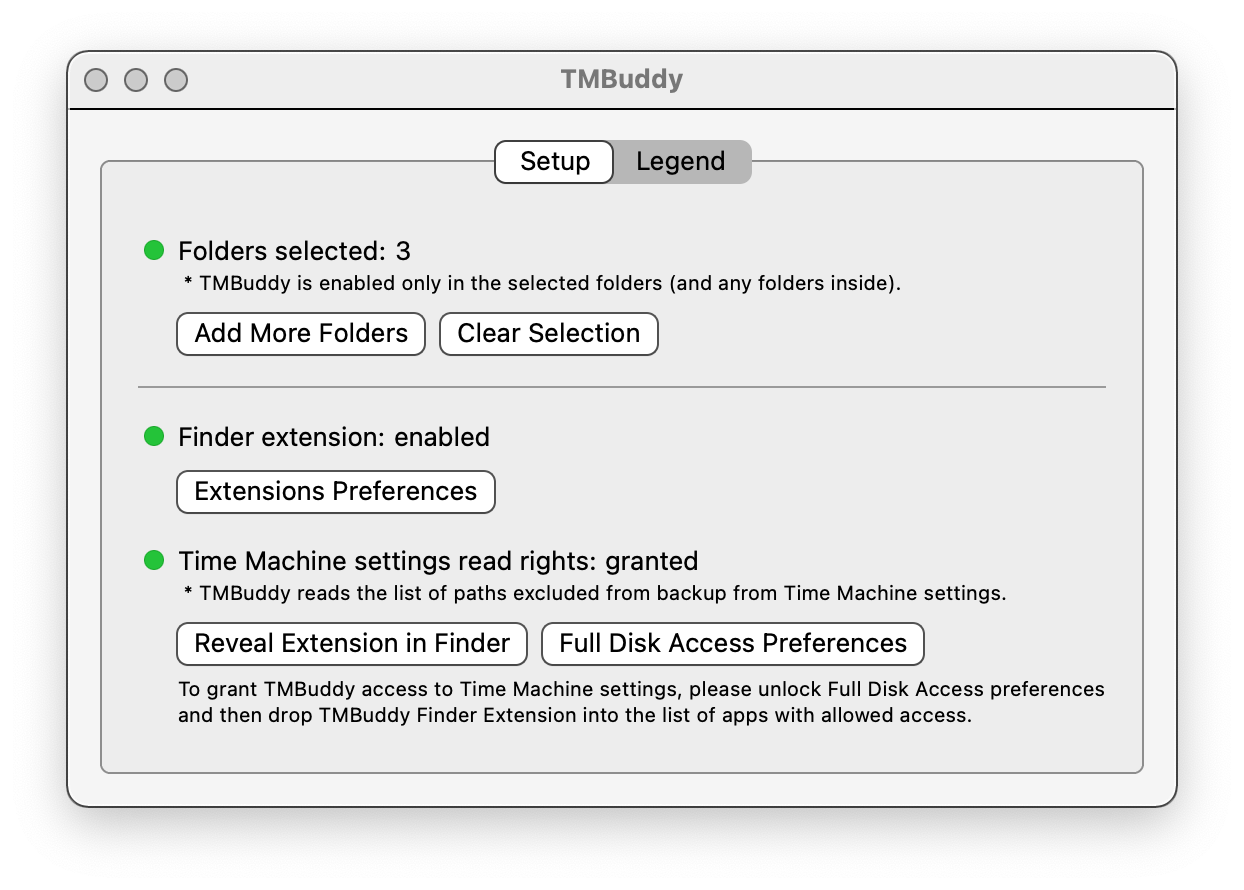 TMBuddy
Setup Legend
Folders selected: 3
* TMBuddy is enabled only in the selected folders (and any folders inside).
Add More Folders Clear Selection
Finder extension: enabled
Extensions Preferences
Time Machine settings read rights: granted
* TMBuddy reads the list of paths excluded from backup from Time Machine settings.
Reveal Extension in Finder Full Disk Access Preferences
To grant TMBuddy access to Time Machine settings, please unlock Full Disk Access preferences
and then drop TMBuddy Finder Extension into the list of apps with allowed access.